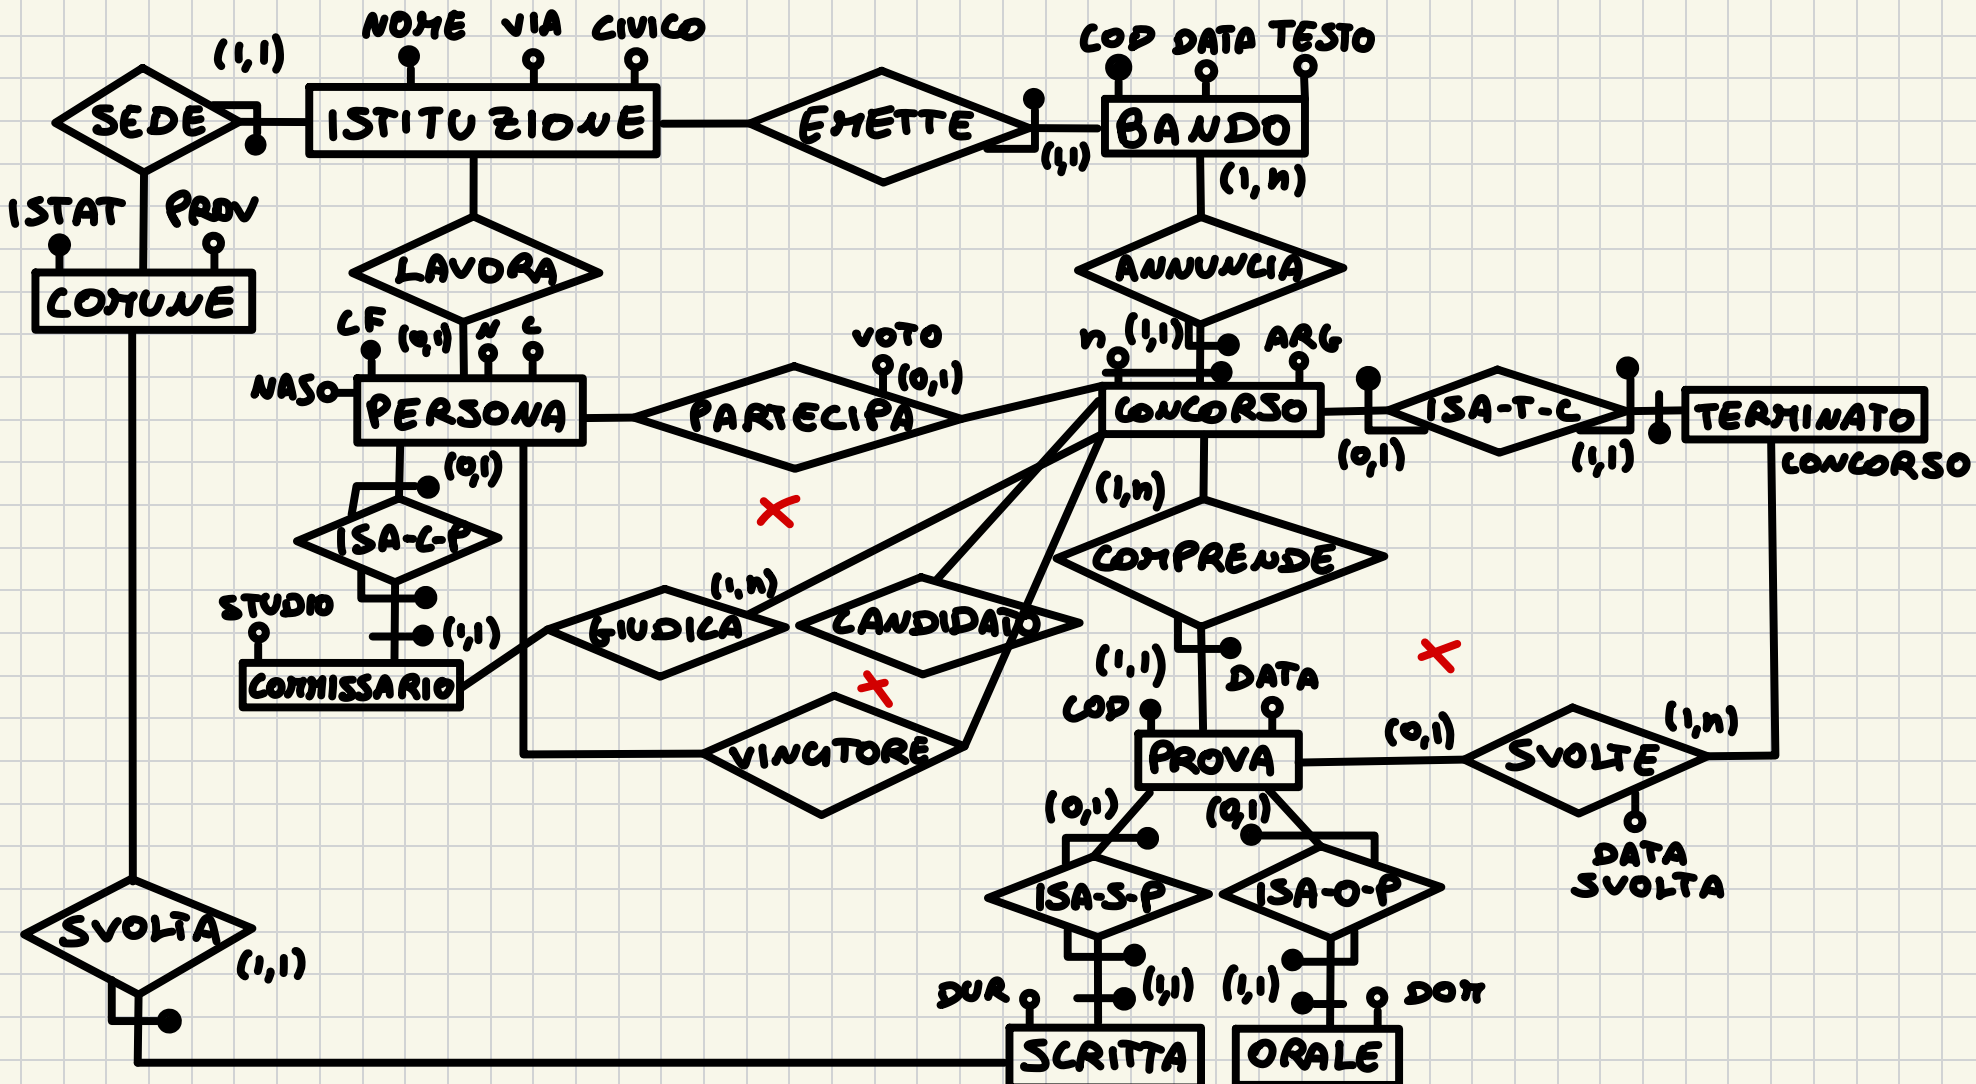 NOME VIA CIVICO
COD DATA TESTO
(1,1)
SEDE
ISTITUZIONE
EMETTE
BANDO
(1,1)
(1,n)
ISTAT PROV
COMUNE
LAVORA
ANNUNCIA
CF (0,1) N C
NAS
PERSONA
VOTO
(0,1)
PARTECIPA
n (1,1) ARG
CONCORSO
ISA-T-C
(0,1)
(1,1)
TERMINATO
CONCORSO
(0,1)
ISA-C-P
(1,n)
COMPRENDE
STUDIO
(1,1)
COMMISSARIO
(1,n)
GIUDICA
CANDIDATO
VINCITORE
(1,1)
COD
DATA
PROVA
(0,1)
SVOLTE
(1,n)
DATA
SVOLTA
(0,1)
(0,1)
ISA-S-P
ISA-O-P
SVOLTA
(1,1)
DUR
(1,1)
(1,1)
DOM
SCRITTA
ORALE